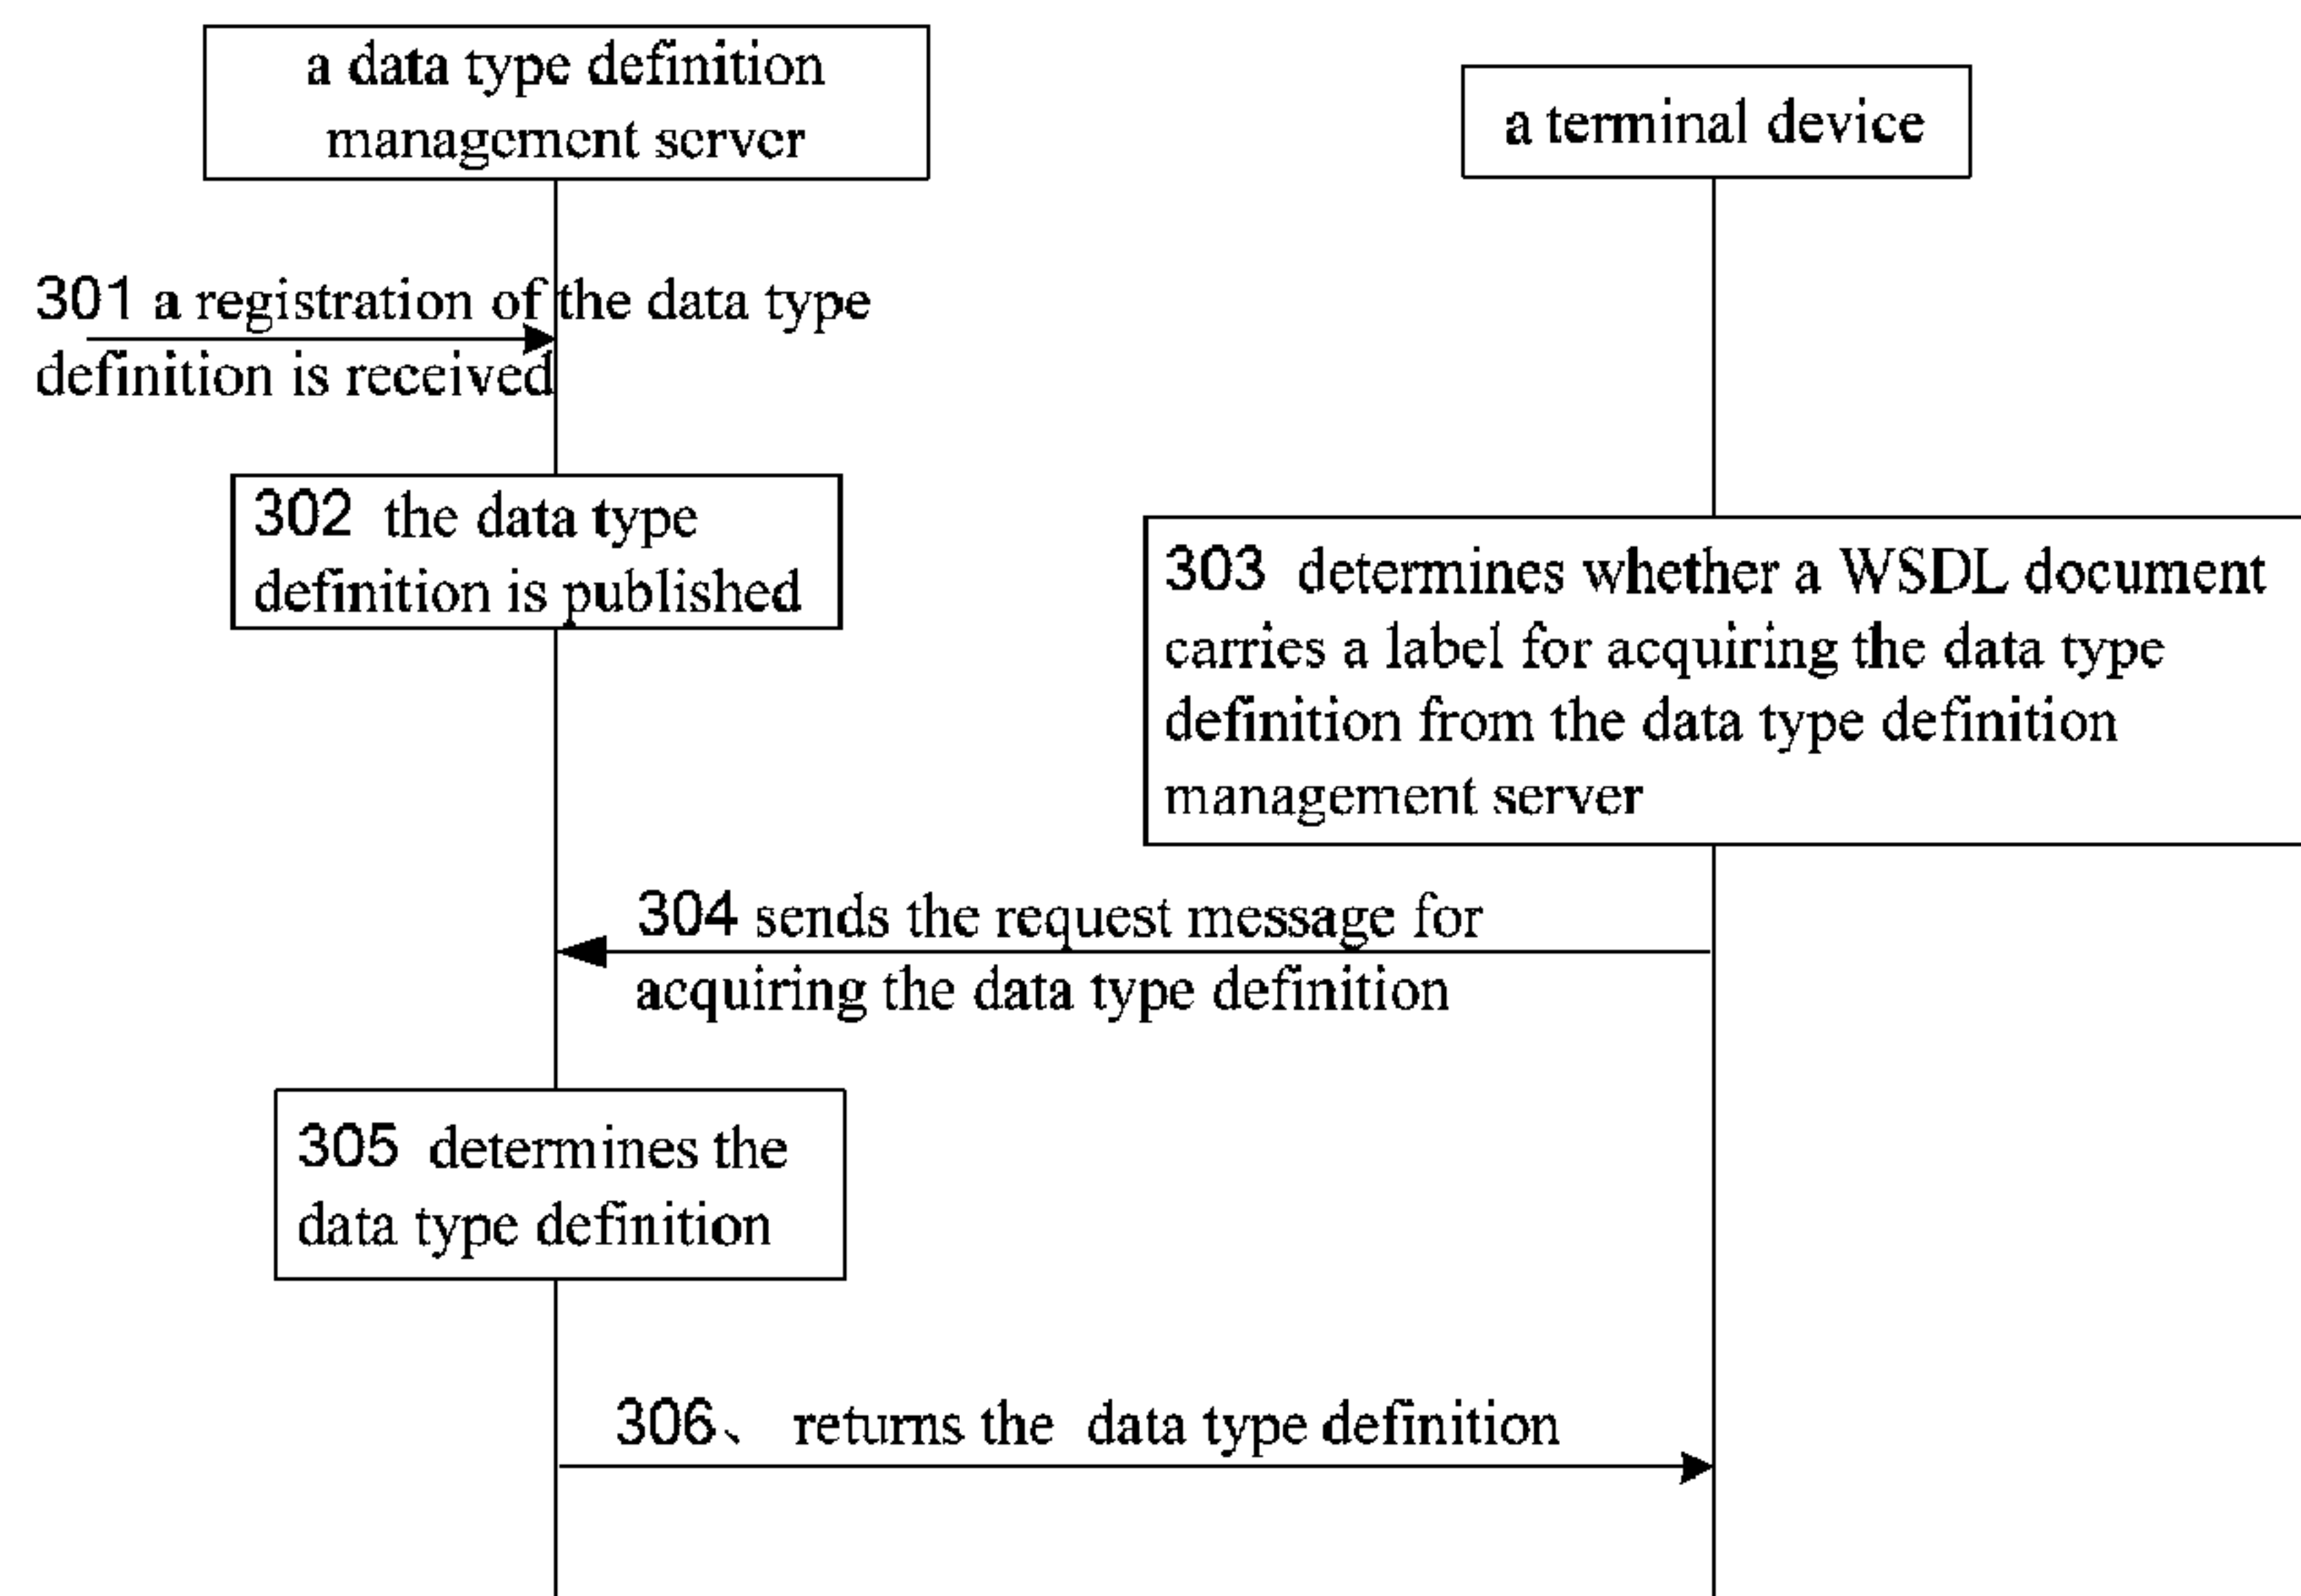 a data type definition
management server
a terminal device
301 a registration of the data type
definition is received
302 the data type
definition is published
303 determines whether a WSDL document
carries a label for acquiring the data type
definition from the data type definition
management server
304 sends the request message for
acquiring the data type definition
305 determines the
data type definition
306、 returns the data type definition